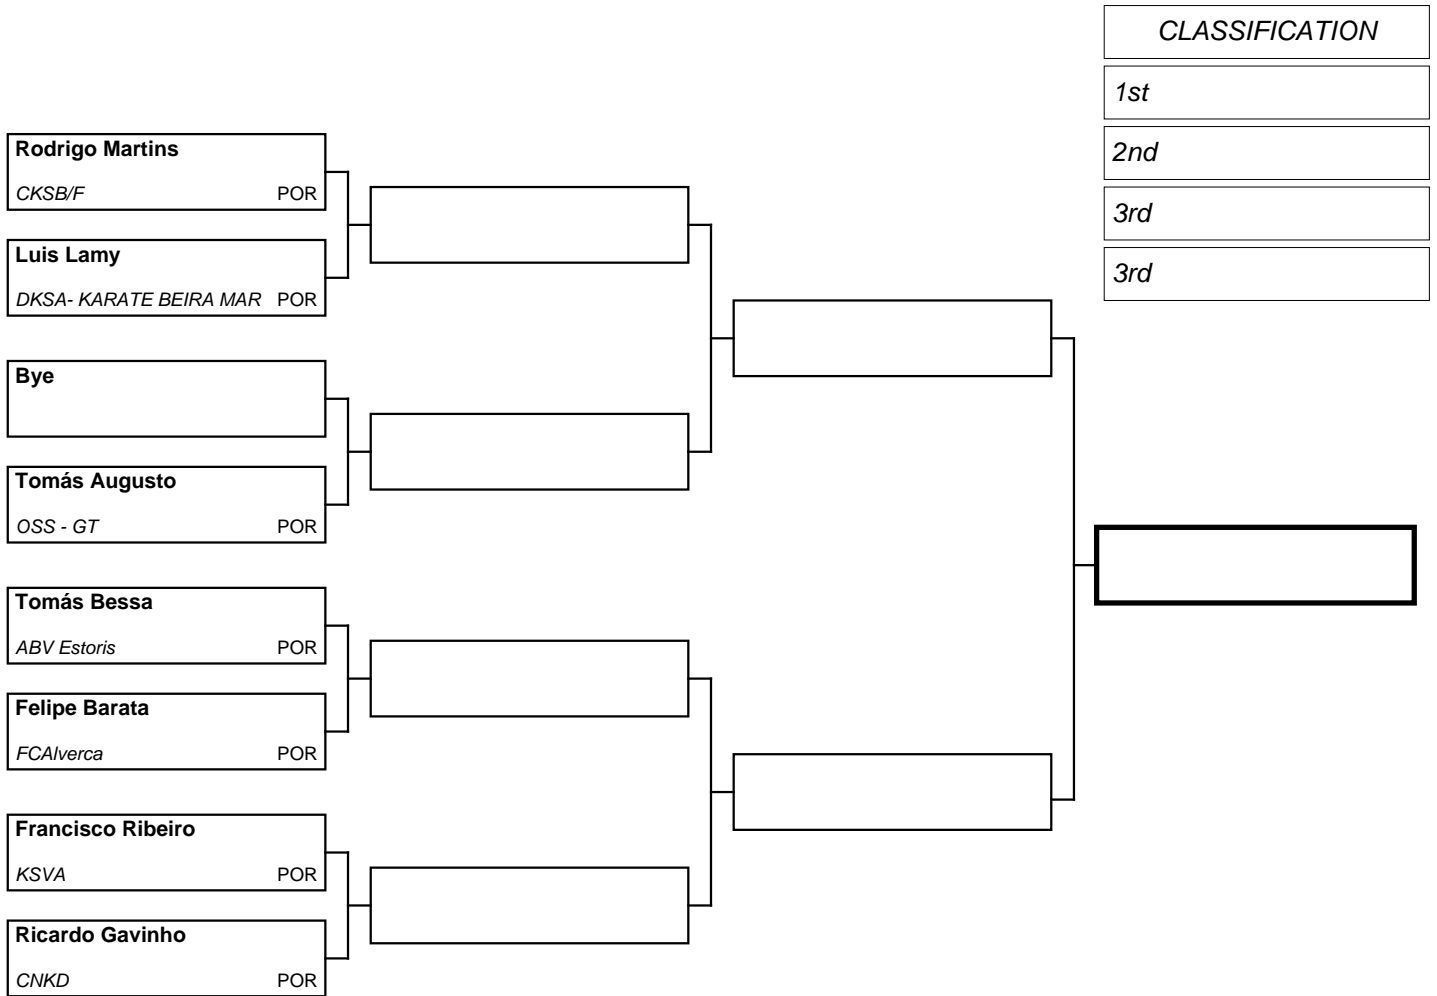 CLASSIFICATION
1st
2nd
3rd
3rd
Rodrigo Martins
CKSB/F POR
Luis Lamy
DKSA- KARATE BEIRA MAR POR
Bye
Tomás Augusto
OSS - GT POR
Tomás Bessa
ABV Estoris POR
Felipe Barata
FCAlverca POR
Francisco Ribeiro
KSVA POR
Ricardo Gavinho
CNKD POR